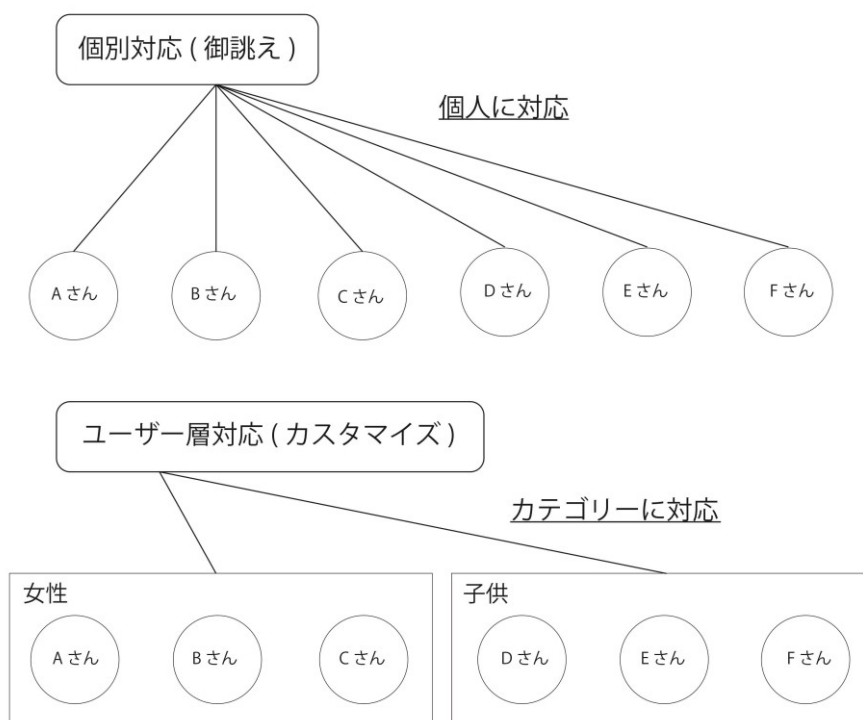 個別対応 ( 御誂え )
個人に対応
A さん
B さん
C さん
D さん
E さん
F さん
ユーザー層対応 ( カスタマイズ )
カテゴリーに対応
女性
A さん
B さん
C さん
子供
D さん
E さん
F さん